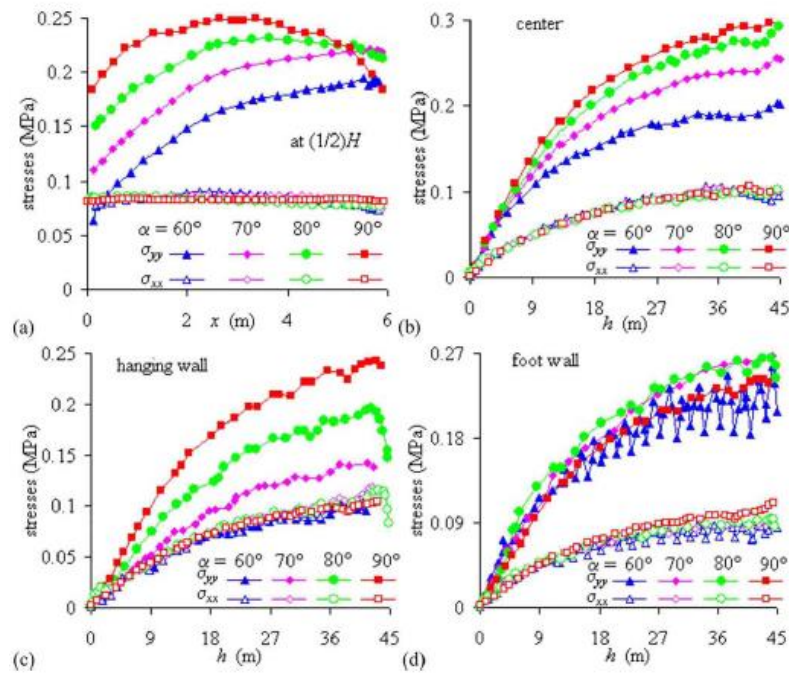 0.25
0.2
0.15
0.1
0.05
0
stresses (MPa)
at (1/2)H
α = 60° 70° 80° 90°
σyy
σxx
0 2 4 6
(a) x (m)
0.3
0.2
0.1
0
stresses (MPa)
center
α = 60° 70° 80° 90°
σyy
σxx
0 9 18 27 36 45
(b) h (m)
0.25
0.2
0.15
0.1
0.05
0
stresses (MPa)
hanging wall
α = 60° 70° 80° 90°
σyy
σxx
0 9 18 27 36 45
(c) h (m)
0.27
0.18
0.09
0
stresses (MPa)
foot wall
α = 60° 70° 80° 90°
σyy
σxx
0 9 18 27 36 45
(d) h (m)